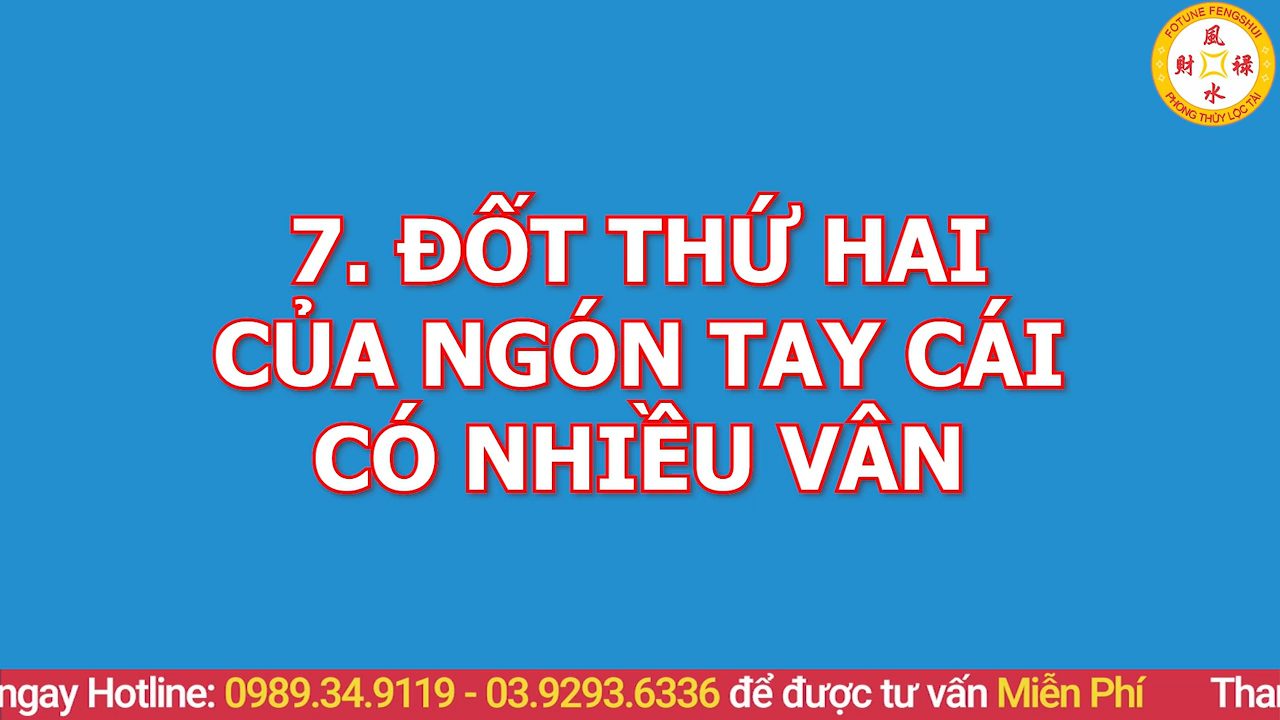 FOTUNE FENGSHUI
風
財 祿
水
PHONG THỦY LỘC TÀI
7. ĐỐT THỨ HAI
CỦA NGÓN TAY CÁI
CÓ NHIỀU VÂN
ngay Hotline: 0989.34.9119 - 03.9293.6336 để được tư vấn Miễn Phí Tha